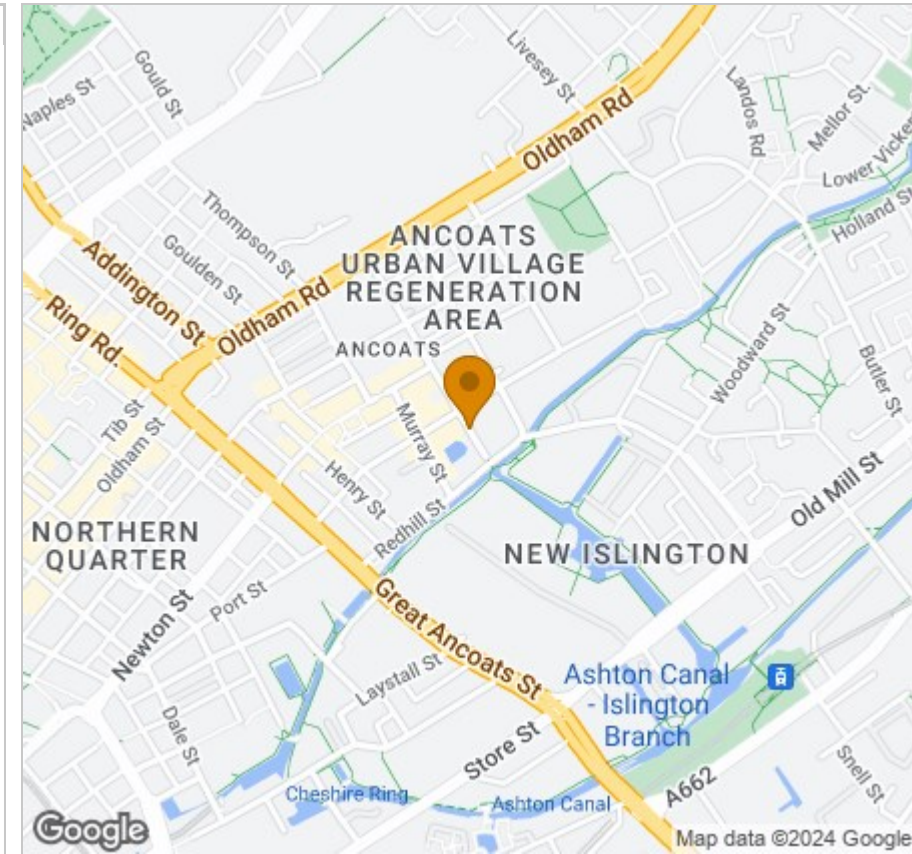 Naples St
Gould St
Livesey St
Oldham Rd
Landos Rd
Mellor St
Lower Vicker
Holland St
Thompson St
Goulden St
Addington St
Ring Rd.
Oldham Rd
ANCOATS
URBAN VILLAGE
REGENERATION
AREA
ANCOATS
Woodward St
Butler St
Tib St
Oldham St
Murray St
Henry St
Redhill St
Old Mill St
NORTHERN
QUARTER
NEW ISLINGTON
Newton St
Port St
Great Ancoats St
Laystall St
Ashton Canal
- Islington
Branch
Dale St
Store St
Snell St
A662
Cheshire Ring
Ashton Canal
Google
Map data ©2024 Google